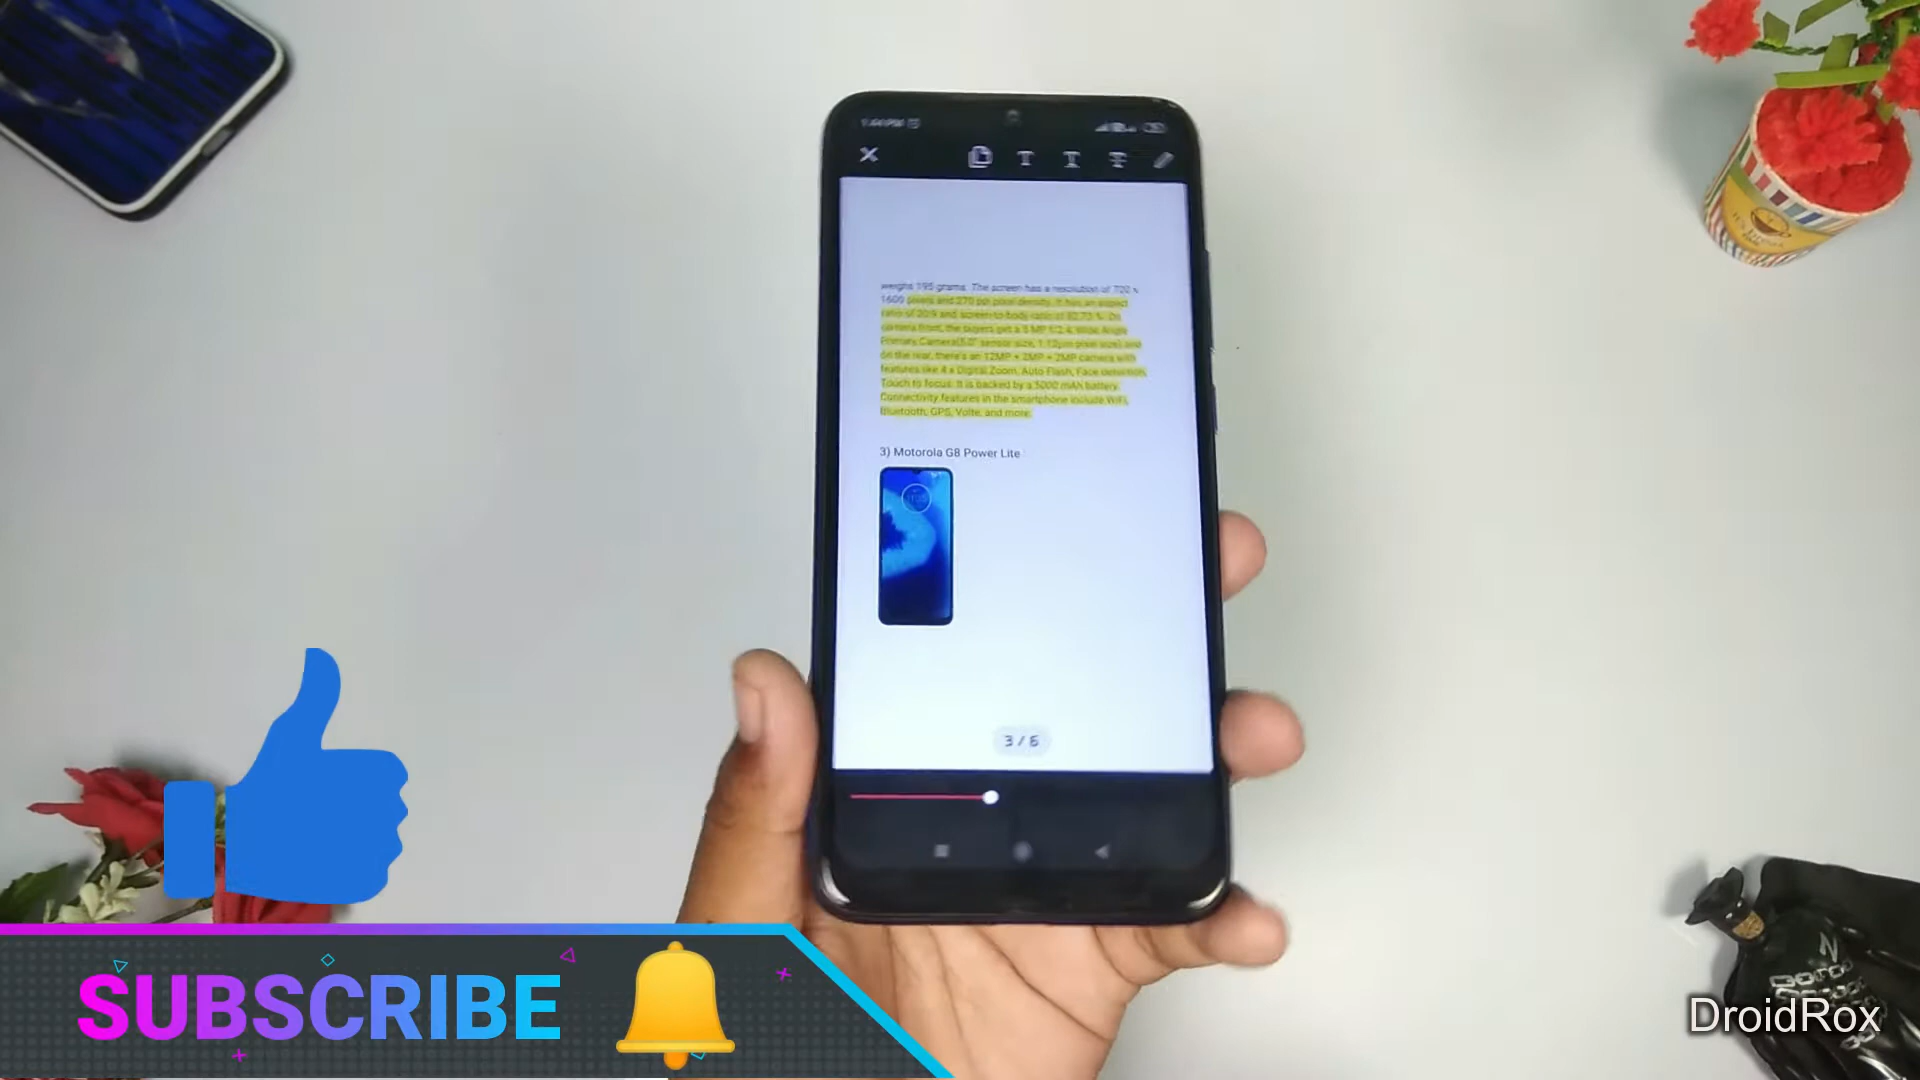 1:44 PM
weighs 195 grams. The screen has a resolution of 720 x
1600 pixels and 270 ppi pixel density. It has an aspect
ratio of 20:9 and screen-to-body ratio of 82.73 %. On
camera front, the buyers get a 5 MP f/2.4, Wide Angle
Primary Camera(5.0" sensor size, 1.12µm pixel size) and
on the rear, there's an 12MP + 2MP + 2MP camera with
features like 4 x Digital Zoom, Auto Flash, Face detection,
Touch to focus. It is backed by a 5000 mAh battery.
Connectivity features in the smartphone include WiFi,
Bluetooth, GPS, Volte, and more.
3) Motorola G8 Power Lite
3 / 6
SUBSCRIBE
DroidRox